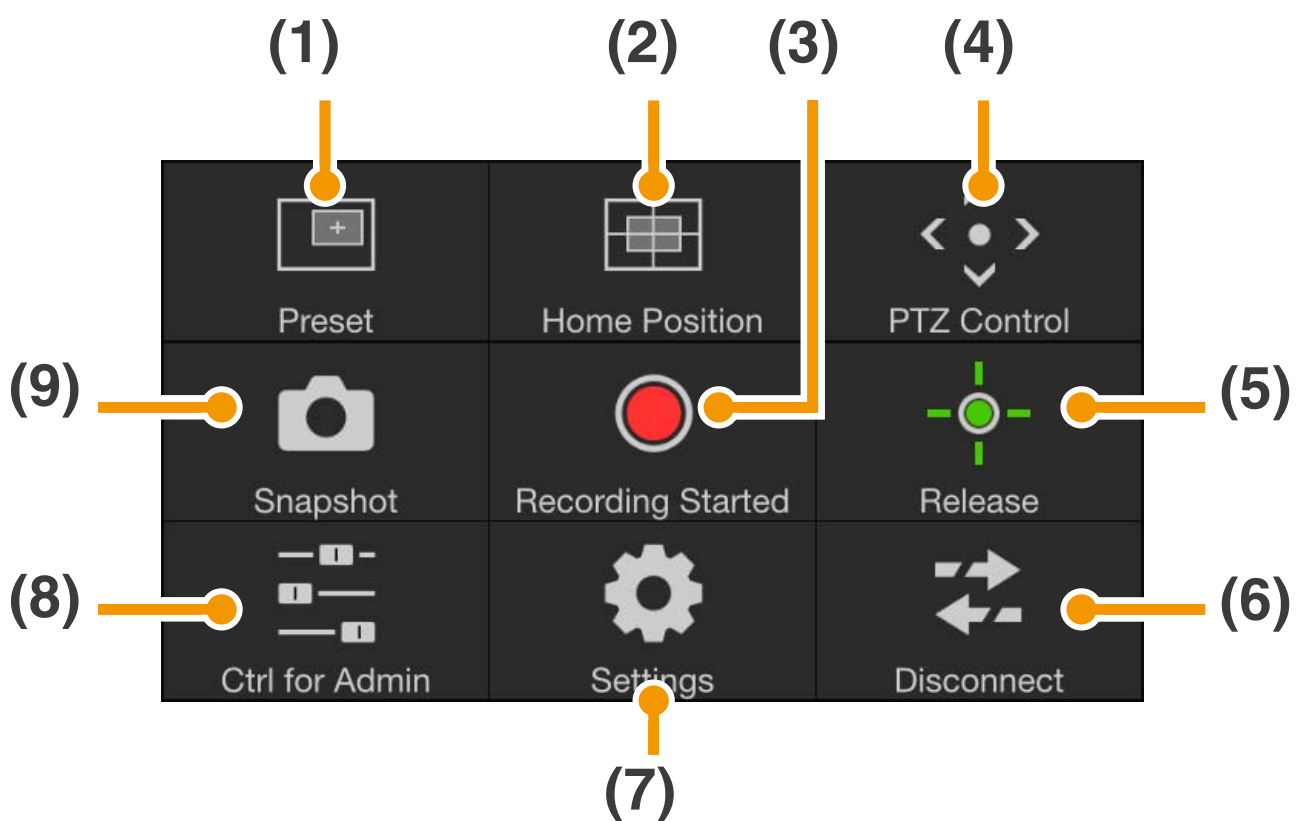 (1) (2) (3) (4)
Preset Home Position PTZ Control
(9) (5)
Snapshot Recording Started Release
(8) (6)
Ctrl for Admin Settings Disconnect
(7)